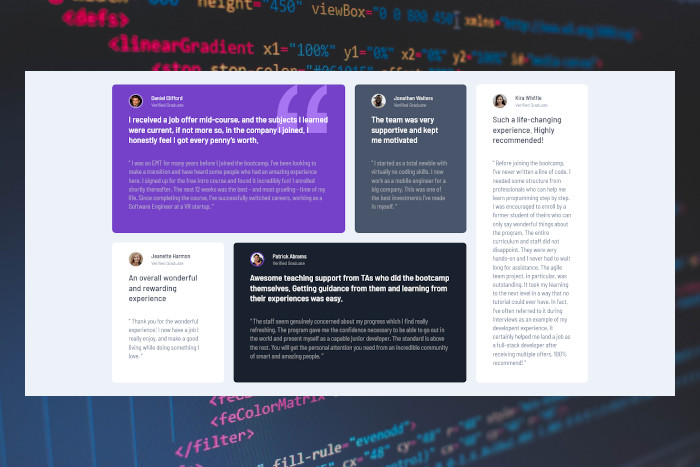 height="450" viewBox="0 0 800 450" xmlns=
<defs>
<linearGradient x1="100%" y1="0%" x2="0%" y2="100%"
stop stop-color=
Daniel Clifford
Verified Graduate
I received a job offer mid-course, and the subjects I learned
were current, if not more so, in the company I joined. I
honestly feel I got every penny's worth.
" I was an EMT for many years before I joined the bootcamp. I've been looking to
make a transition and have heard some people who had an amazing experience
here. I signed up for the free intro course and found it incredibly fun! I enrolled
shortly thereafter. The next 12 weeks was the best - and most grueling - time of my
life. Since completing the course, I've successfully switched careers, working as a
Software Engineer at a VR startup. "
Jonathan Walters
Verified Graduate
The team was very
supportive and kept
me motivated
" I started as a total newbie with
virtually no coding skills. I now
work as a mobile engineer for a
big company. This was one of
the best investments I've made
in myself. "
Kira Whittle
Verified Graduate
Such a life-changing
experience. Highly
recommended!
" Before joining the bootcamp,
I've never written a line of code. I
needed some structure from
professionals who can help me
learn programming step by step.
I was encouraged to enroll by a
former student of theirs who can
only say wonderful things about
the program. The entire
curriculum and staff did not
disappoint. They were very
hands-on and I never had to wait
long for assistance. The agile
team project, in particular, was
outstanding. It took my learning
to the next level in a way that no
tutorial could ever have. In fact,
I've often referred to it during
interviews as an example of my
developent experience. It
certainly helped me land a job as
a full-stack developer after
receiving multiple offers. 100%
recommend! "
Jeanette Harmon
Verified Graduate
An overall wonderful
and rewarding
experience
" Thank you for the wonderful
experience! I now have a job I
really enjoy, and make a good
living while doing something I
love. "
Patrick Abrams
Verified Graduate
Awesome teaching support from TAs who did the bootcamp
themselves. Getting guidance from them and learning from
their experiences was easy.
" The staff seem genuinely concerned about my progress which I find really
refreshing. The program gave me the confidence necessary to be able to go out in
the world and present myself as a capable junior developer. The standard is above
the rest. You will get the personal attention you need from an incredible community
of smart and amazing people. "
<feColorMatrix
</filter>
fill-rule="evenodd">
cx="48" cy="48"